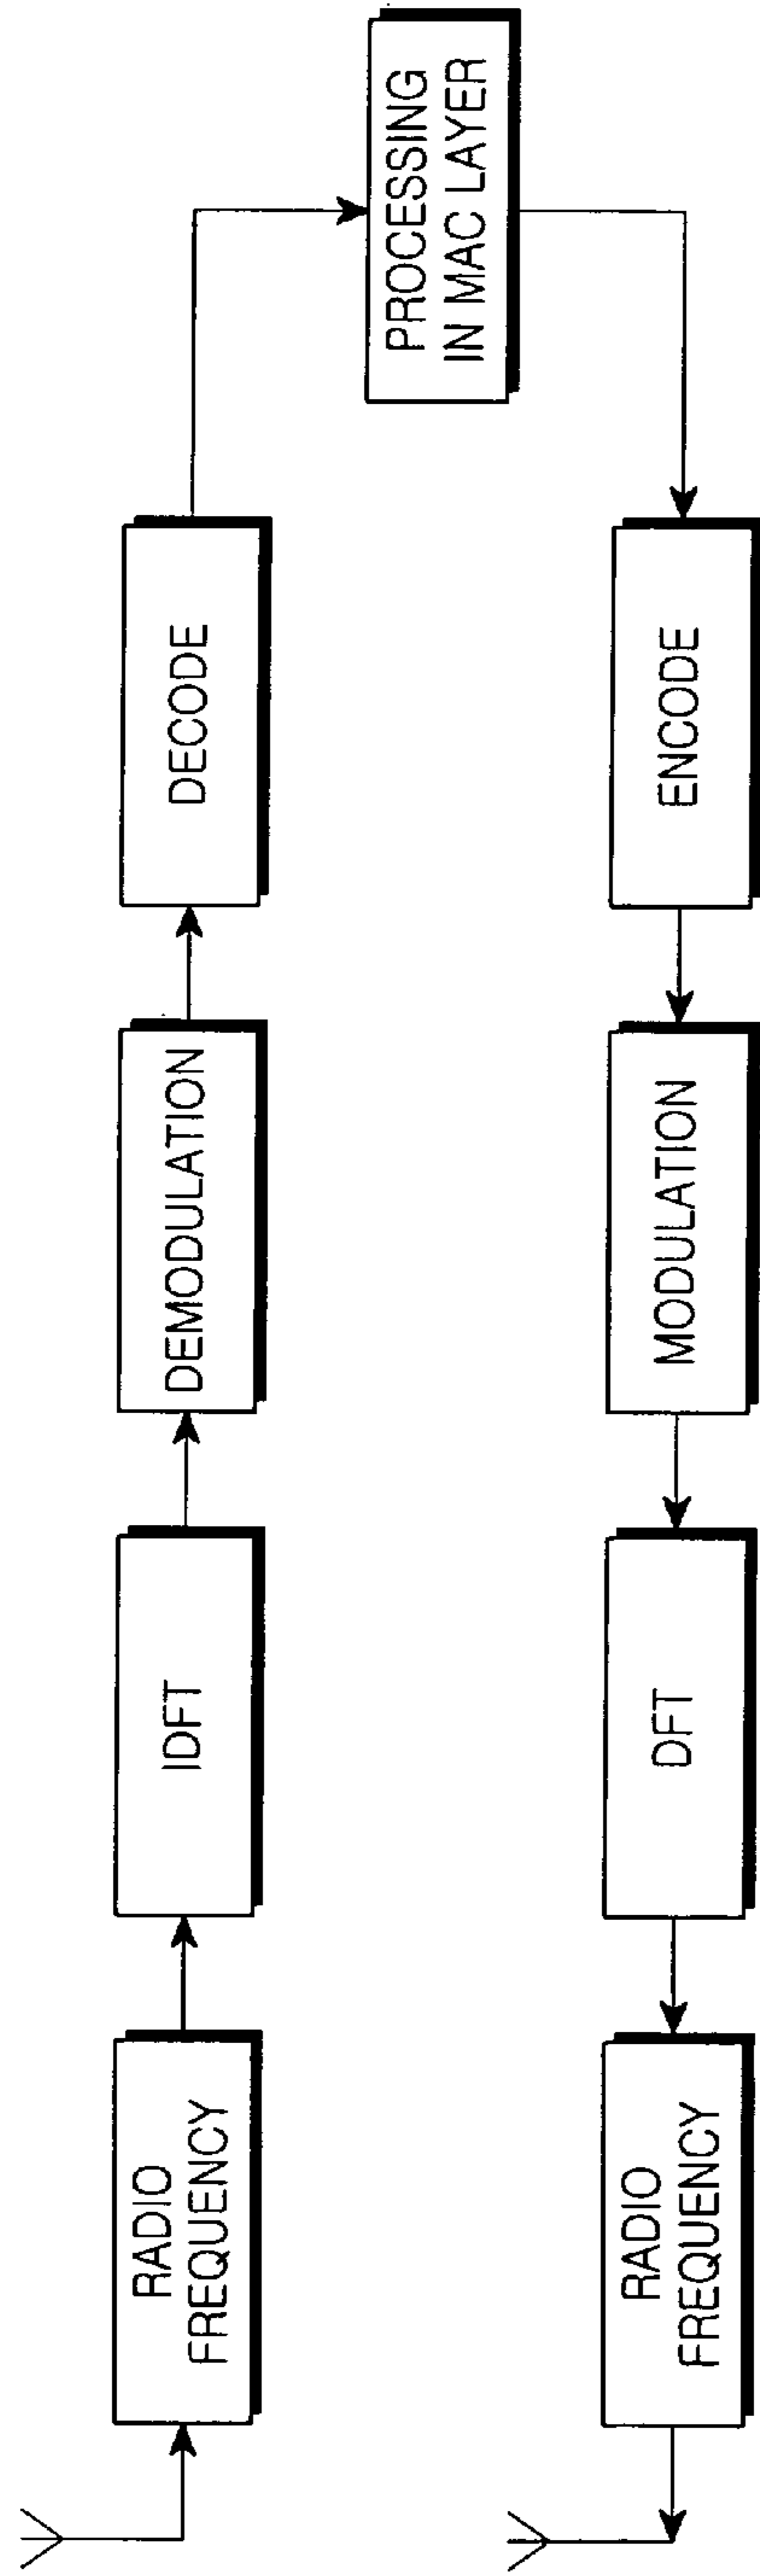 RADIO
FREQUENCY
IDFT
DEMODULATION
DECODE
PROCESSING
IN MAC LAYER
ENCODE
MODULATION
DFT
RADIO
FREQUENCY